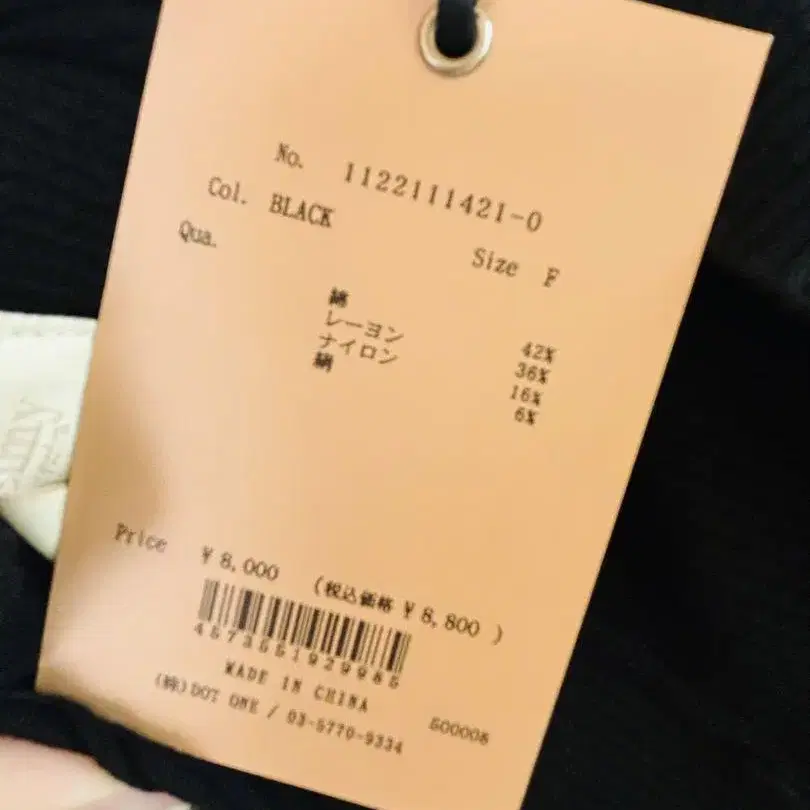 No. 1122111421-0
Col. BLACK
Size F
Qua.
綿 42%
レーヨン 36%
ナイロン 16%
絹 6%
Price ¥8,000 (税込価格 ¥8,800 )
4573551929985
MADE IN CHINA
(株)DOT ONE / 03-5770-9334
500008
my